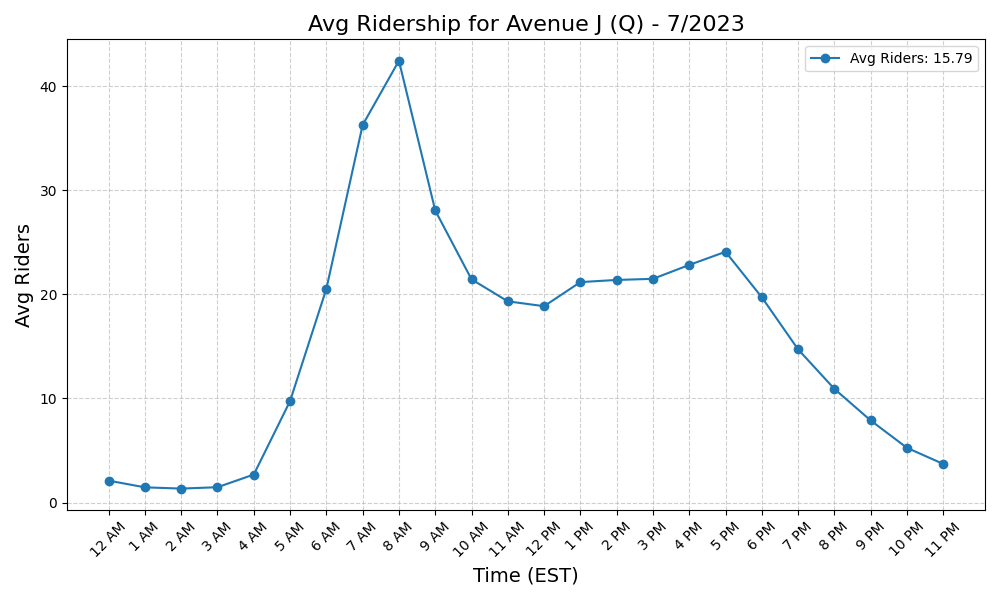 Avg Ridership for Avenue J (Q) - 7/2023
Avg Riders: 15.79
Avg Riders
40
30
20
10
0
12 AM
1 AM
2 AM
3 AM
4 AM
5 AM
6 AM
7 AM
8 AM
9 AM
10 AM
11 AM
12 PM
1 PM
2 PM
3 PM
4 PM
5 PM
6 PM
7 PM
8 PM
9 PM
10 PM
11 PM
Time (EST)